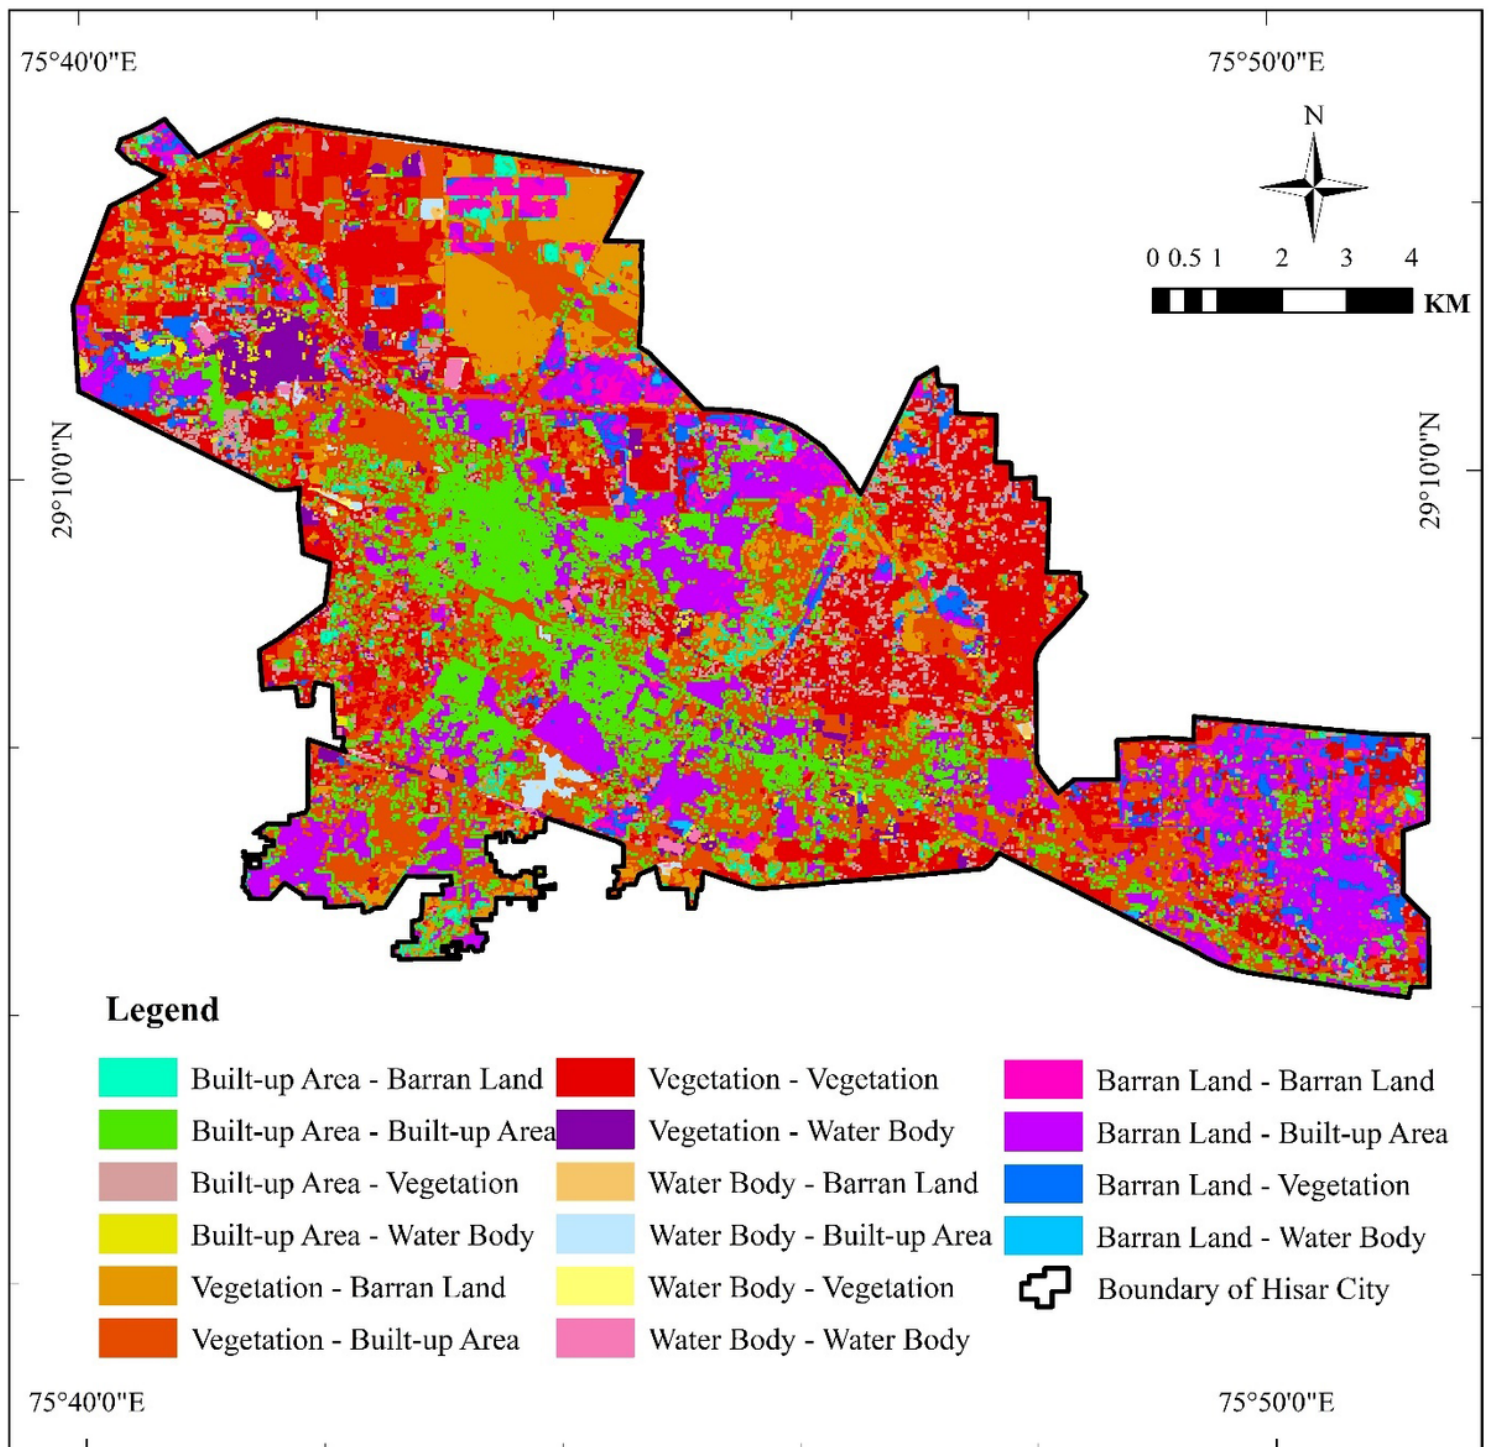 75°40'0"E
75°50'0"E
N
0 0.5 1 2 3 4
KM
29°10'0"N
29°10'0"N
Legend
Built-up Area - Barran Land
Built-up Area - Built-up Area
Built-up Area - Vegetation
Built-up Area - Water Body
Vegetation - Barran Land
Vegetation - Built-up Area
Vegetation - Vegetation
Vegetation - Water Body
Water Body - Barran Land
Water Body - Built-up Area
Water Body - Vegetation
Water Body - Water Body
Barran Land - Barran Land
Barran Land - Built-up Area
Barran Land - Vegetation
Barran Land - Water Body
Boundary of Hisar City
75°40'0"E
75°50'0"E